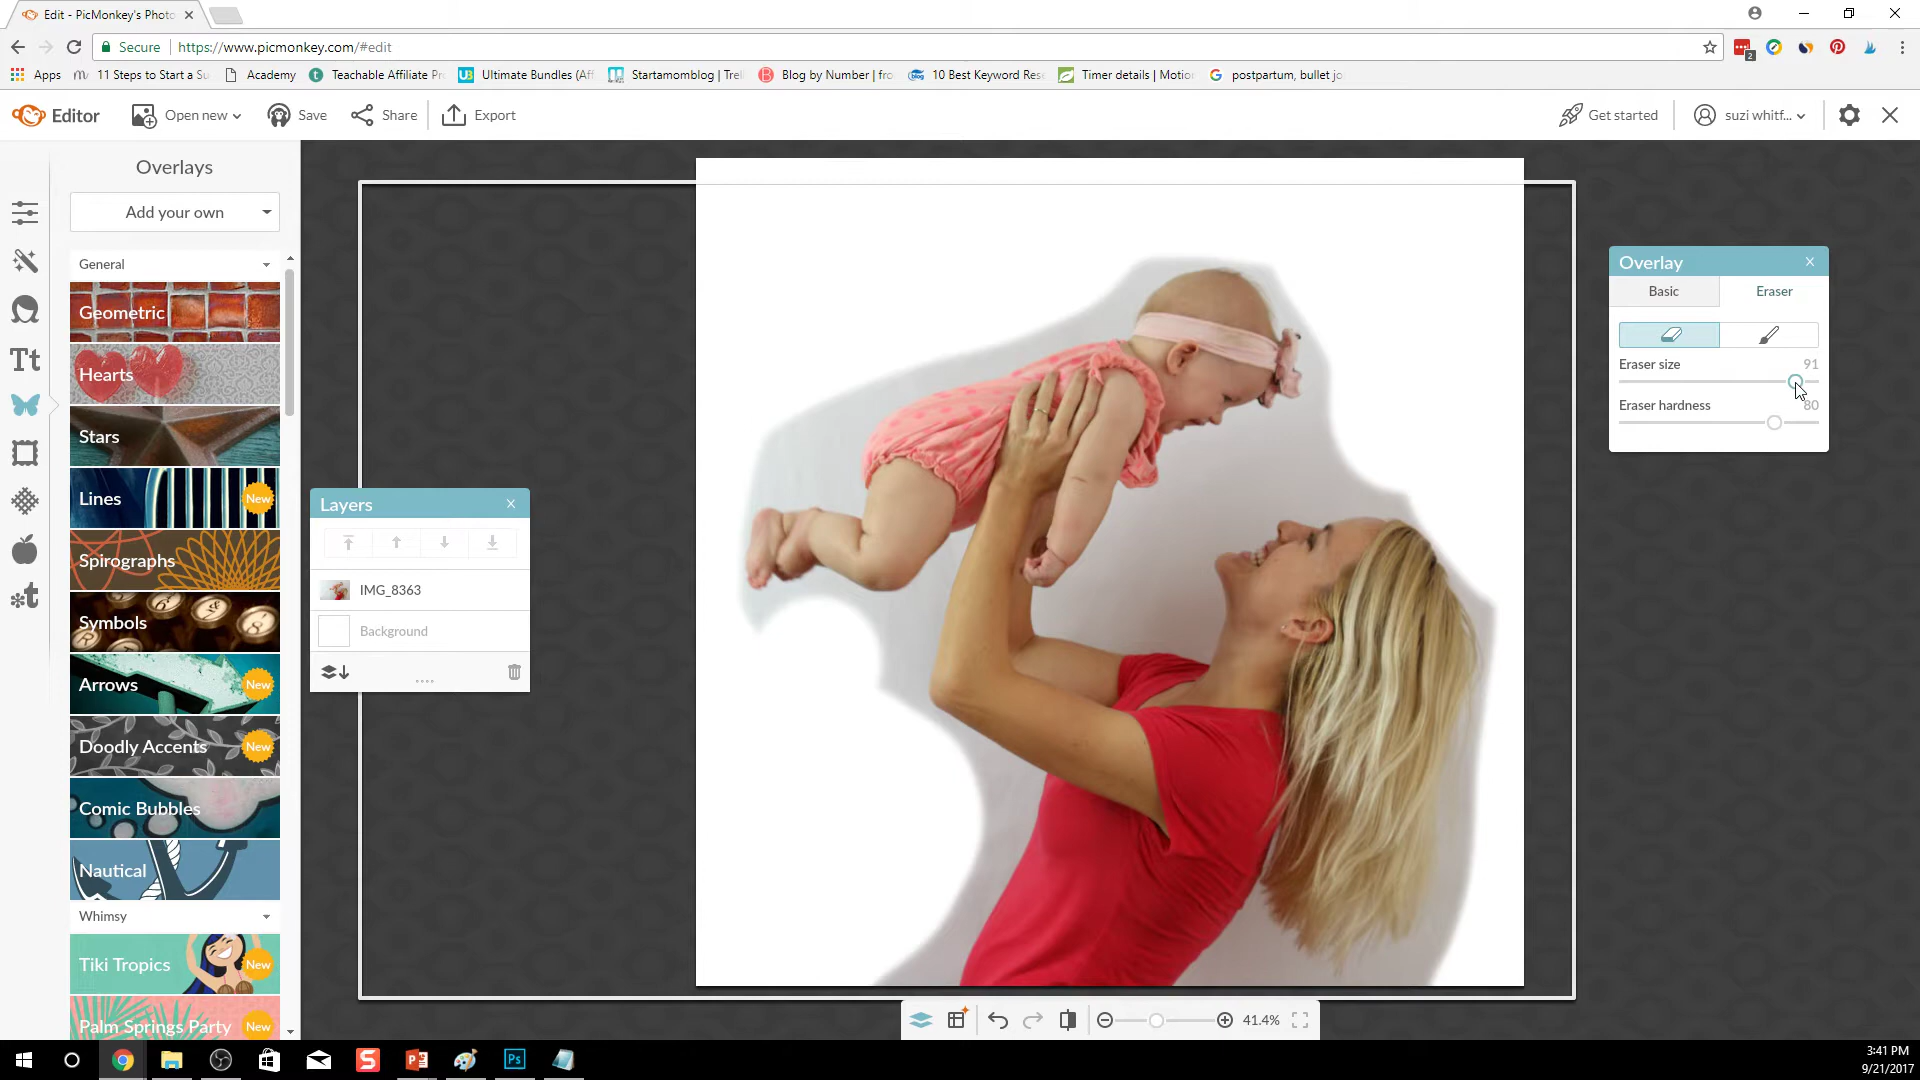 Edit - PicMonkey's Photo
Secure https://www.picmonkey.com/#edit
Apps 11 Steps to Start a Su Academy Teachable Affiliate Pr Ultimate Bundles (Aff Startamomblog | Trel Blog by Number | fro 10 Best Keyword Res Timer details | Motio postpartum, bullet jo
Editor Open new Save Share Export Get started suzi whitf...
Overlays
Add your own
General
Geometric
Hearts
Stars
Lines New
Spirographs
Symbols
Arrows New
Doodly Accents New
Comic Bubbles
Nautical
Whimsy
Tiki Tropics New
Palm Springs Party New
Layers
IMG_8363
Background
Overlay
Basic Eraser
Eraser size 91
Eraser hardness 80
41.4%
3:41 PM
9/21/2017